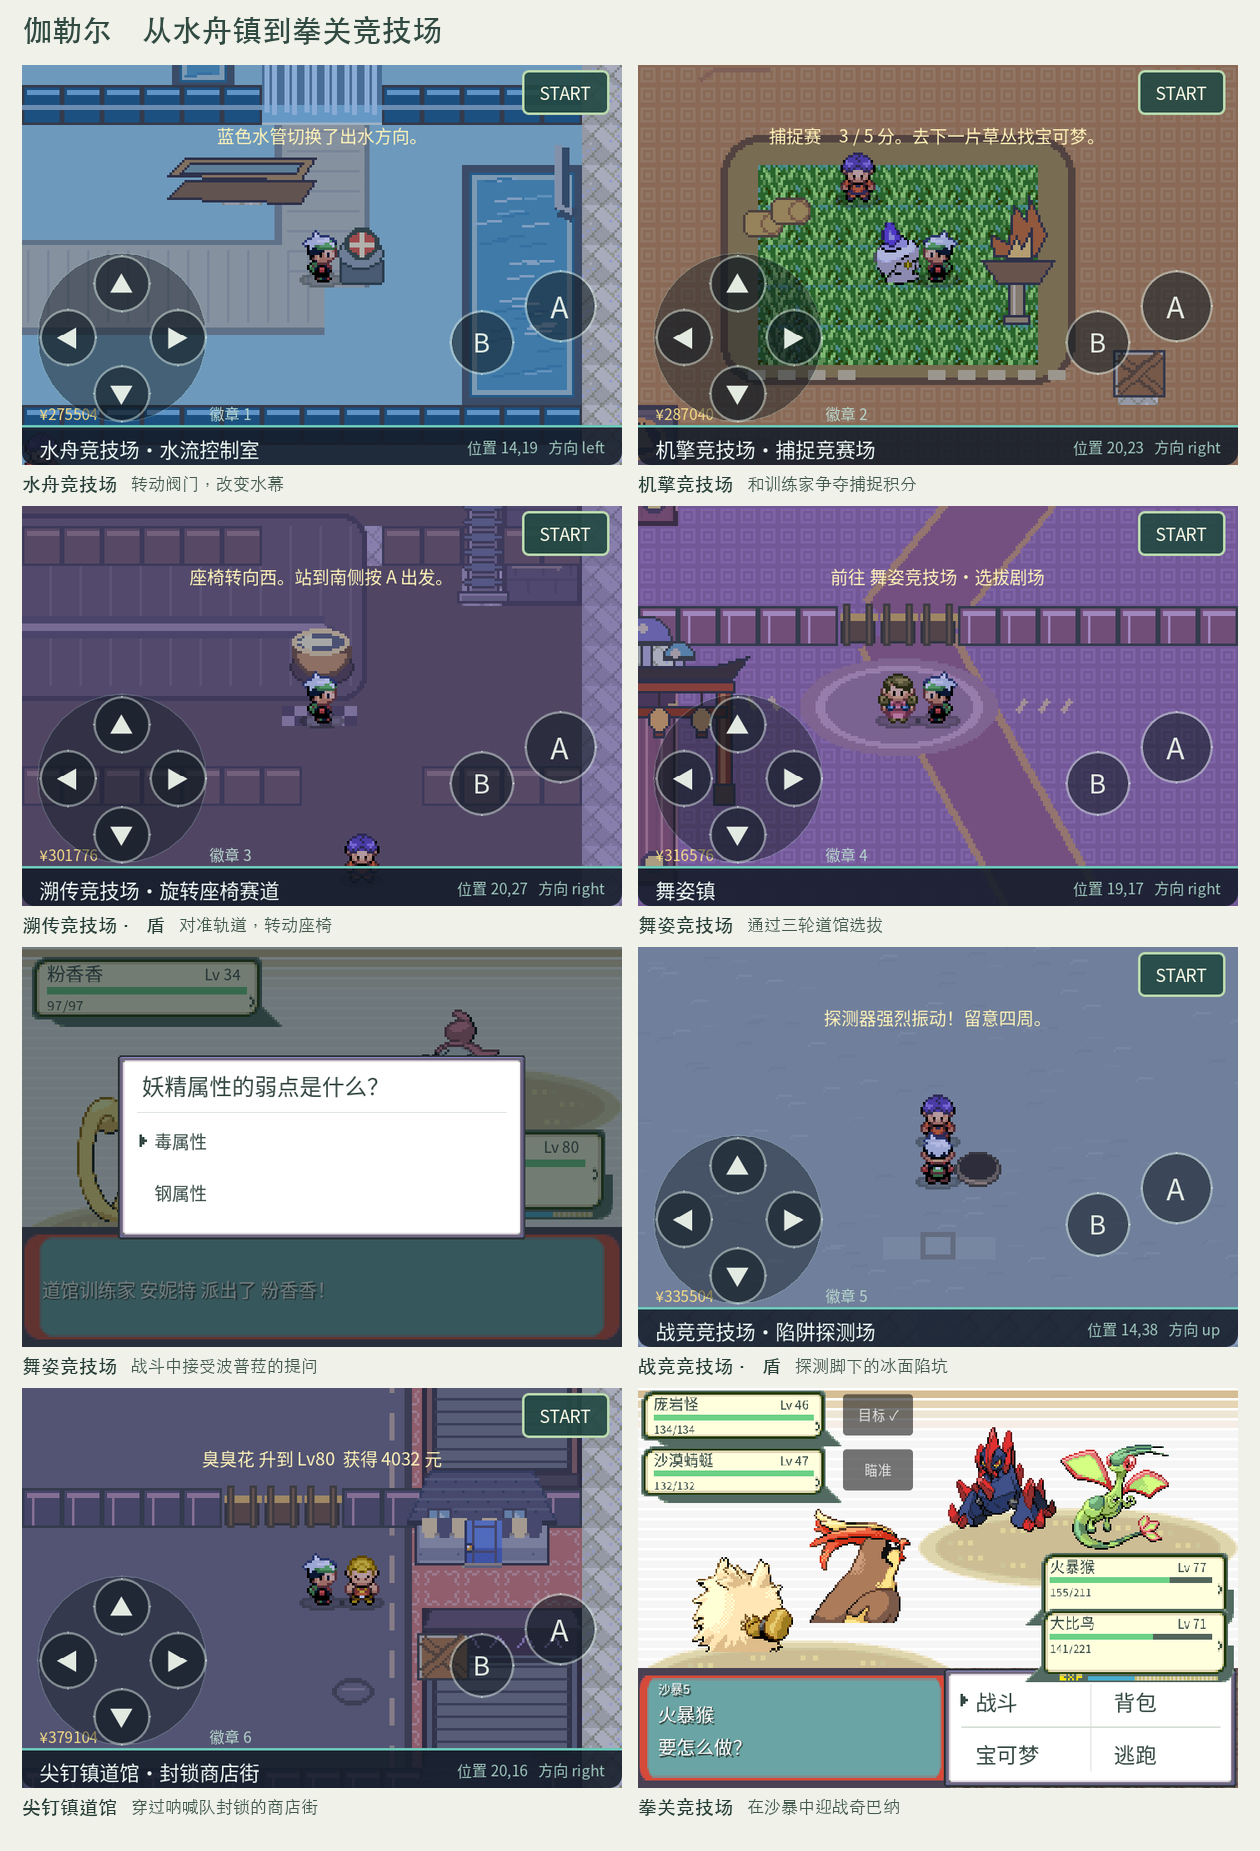 伽勒尔 从水舟镇到拳关竞技场
START
蓝色水管切换了出水方向。
A
B
¥275504
徽章 1
水舟竞技场・水流控制室
位置 14,19 方向 left
水舟竞技场 转动阀门，改变水幕
START
捕捉赛 3 / 5 分。去下一片草丛找宝可梦。
A
B
¥287040
徽章 2
机擎竞技场・捕捉竞赛场
位置 20,23 方向 right
机擎竞技场 和训练家争夺捕捉积分
START
座椅转向西。站到南侧按 A 出发。
A
B
¥301776
徽章 3
溯传竞技场・旋转座椅赛道
位置 20,27 方向 right
溯传竞技场・ 盾 对准轨道，转动座椅
START
前往 舞姿竞技场・选拔剧场
A
B
¥316576
徽章 4
舞姿镇
位置 19,17 方向 right
舞姿竞技场 通过三轮道馆选拔
粉香香 Lv 34
97/97
妖精属性的弱点是什么？
毒属性
钢属性
Lv 80
道馆训练家 安妮特 派出了 粉香香！
舞姿竞技场 战斗中接受波普菈的提问
START
探测器强烈振动！留意四周。
A
B
¥335504
徽章 5
战竞竞技场・陷阱探测场
位置 14,38 方向 up
战竞竞技场・ 盾 探测脚下的冰面陷坑
START
臭臭花 升到 Lv80 获得 4032 元
A
B
¥379104
徽章 6
尖钉镇道馆・封锁商店街
位置 20,16 方向 right
尖钉镇道馆 穿过呐喊队封锁的商店街
庞岩怪 Lv 46
134/134
目标 ✓
沙漠蜻蜓 Lv 47
132/132
瞄准
火暴猴 Lv 77
155/211
大比鸟 Lv 71
141/221
沙暴5
火暴猴
要怎么做？
战斗 背包
宝可梦 逃跑
拳关竞技场 在沙暴中迎战奇巴纳